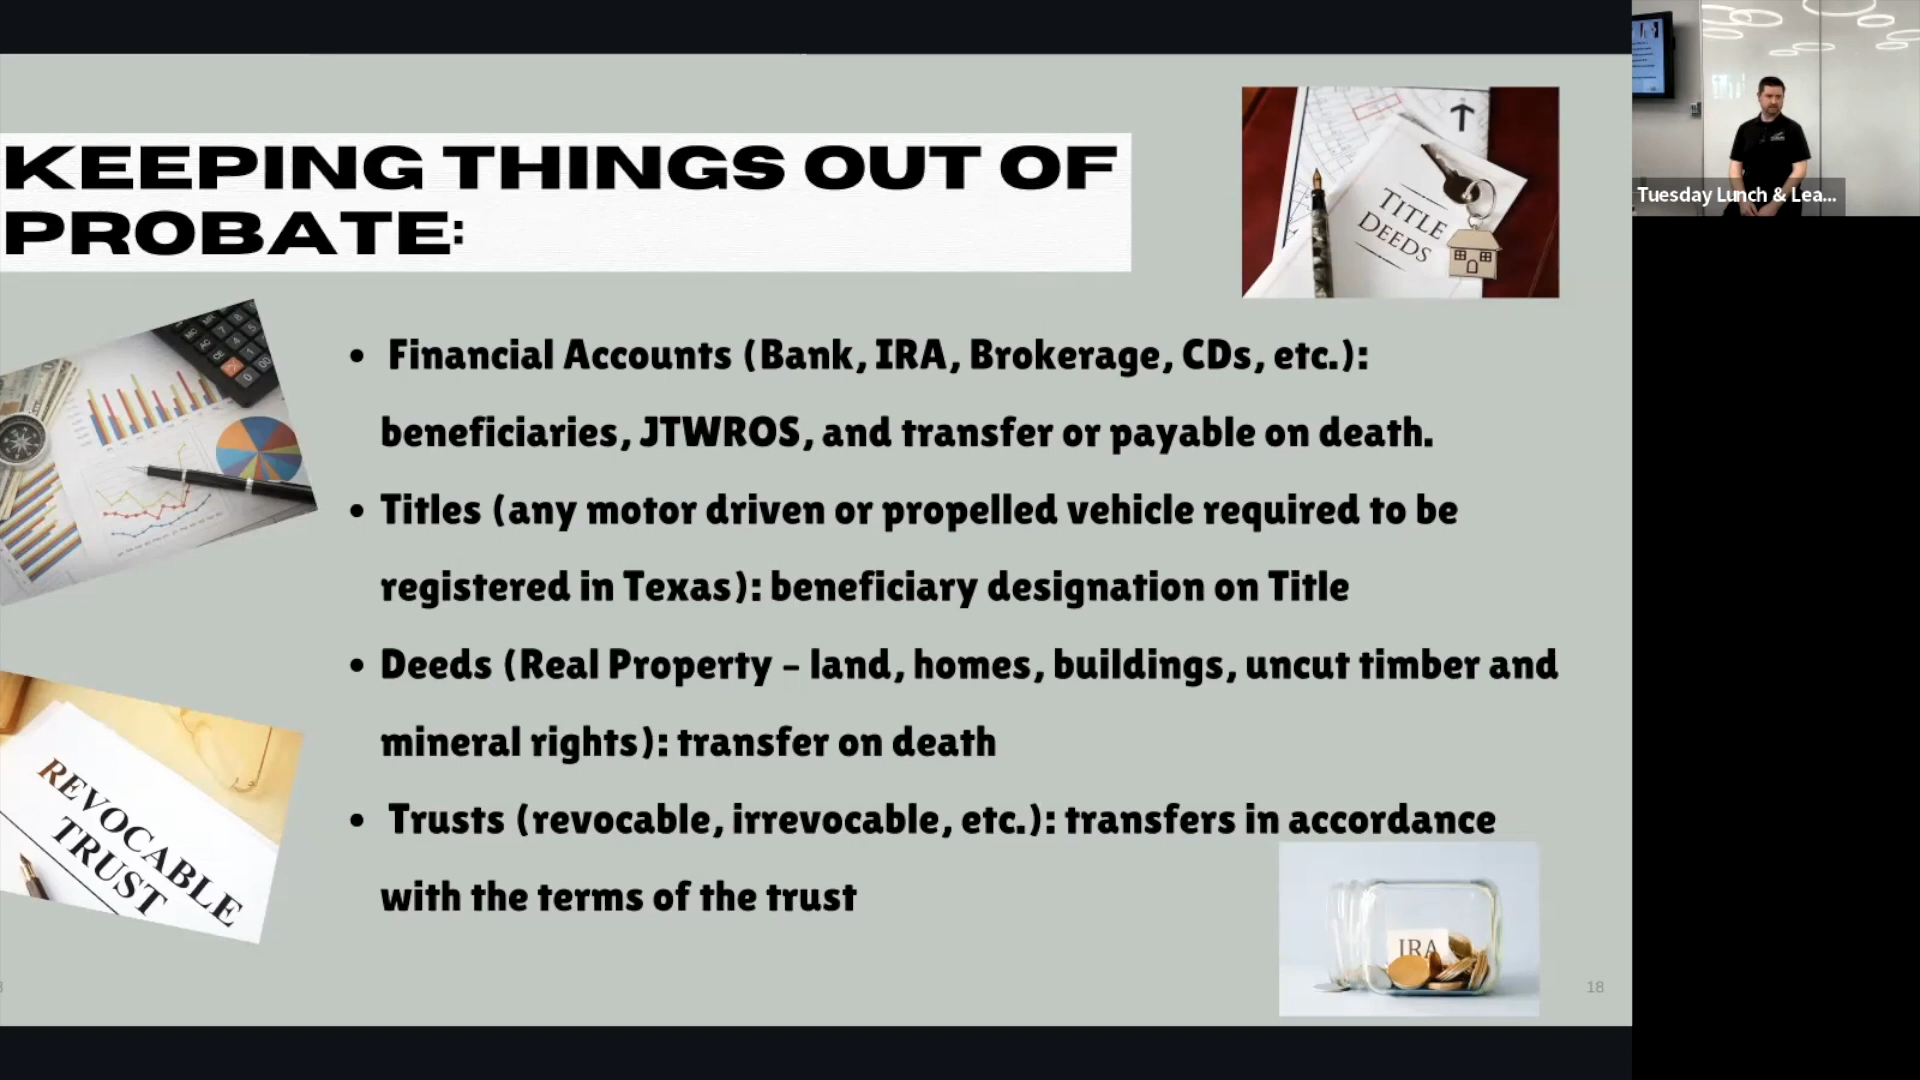 KEEPING THINGS OUT OF
PROBATE:
TITLE
DEEDS
Tuesday Lunch & Lea...
• Financial Accounts (Bank, IRA, Brokerage, CDs, etc.):
beneficiaries, JTWROS, and transfer or payable on death.
• Titles (any motor driven or propelled vehicle required to be
registered in Texas): beneficiary designation on Title
• Deeds (Real Property – land, homes, buildings, uncut timber and
mineral rights): transfer on death
• Trusts (revocable, irrevocable, etc.): transfers in accordance
with the terms of the trust
REVOCABLE
TRUST
IRA
18